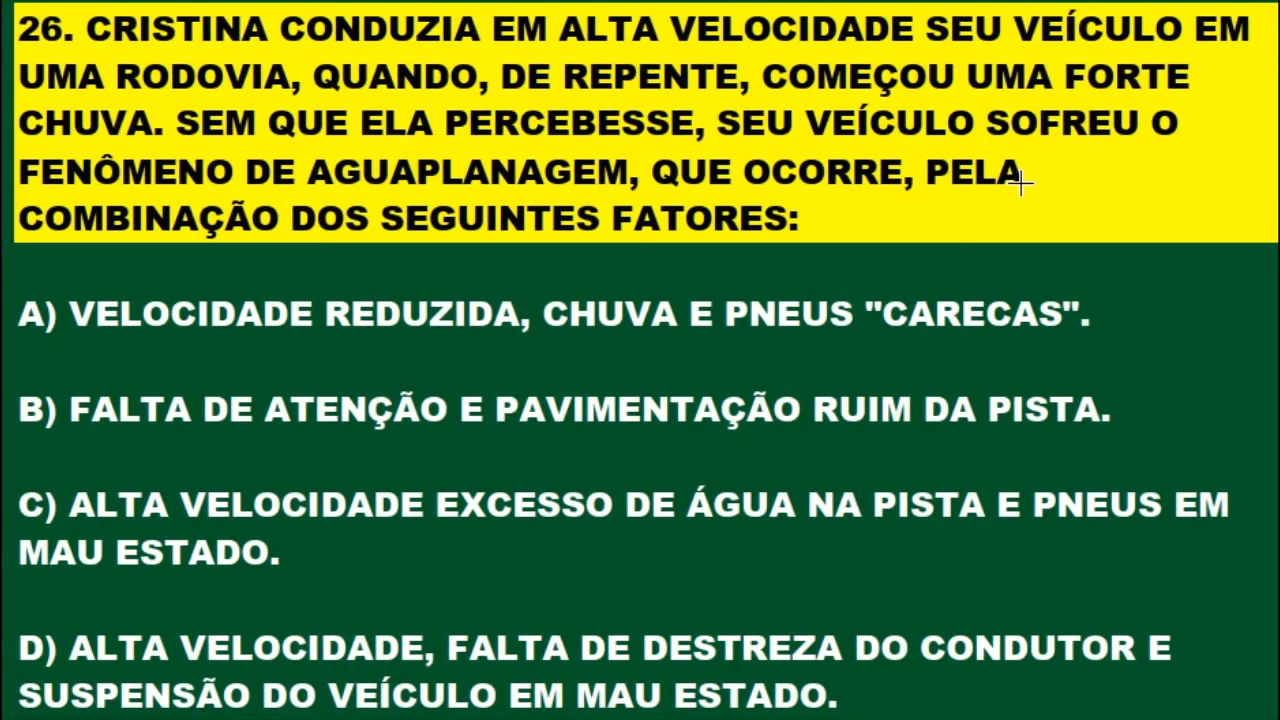 26. CRISTINA CONDUZIA EM ALTA VELOCIDADE SEU VEÍCULO EM
UMA RODOVIA, QUANDO, DE REPENTE, COMEÇOU UMA FORTE
CHUVA. SEM QUE ELA PERCEBESSE, SEU VEÍCULO SOFREU O
FENÔMENO DE AGUAPLANAGEM, QUE OCORRE, PELA
COMBINAÇÃO DOS SEGUINTES FATORES:
A) VELOCIDADE REDUZIDA, CHUVA E PNEUS "CARECAS".
B) FALTA DE ATENÇÃO E PAVIMENTAÇÃO RUIM DA PISTA.
C) ALTA VELOCIDADE EXCESSO DE ÁGUA NA PISTA E PNEUS EM
MAU ESTADO.
D) ALTA VELOCIDADE, FALTA DE DESTREZA DO CONDUTOR E
SUSPENSÃO DO VEÍCULO EM MAU ESTADO.